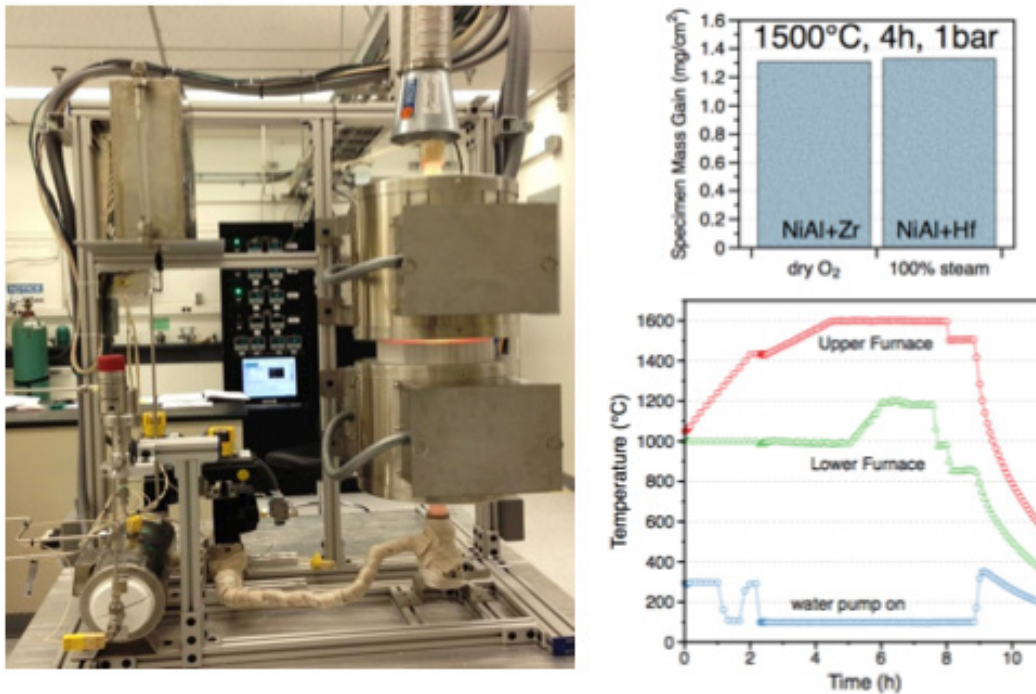 NOTICE
1500°C, 4h, 1bar
Specimen Mass Gain (mg/cm²)
1.6
1.4
1.2
1.0
0.8
0.6
0.4
0.2
0
NiAl+Zr NiAl+Hf
dry O₂ 100% steam
Temperature (°C)
1600
1400
1200
1000
800
600
400
200
0
Upper Furnace
Lower Furnace
water pump on
0 2 4 6 8 10
Time (h)